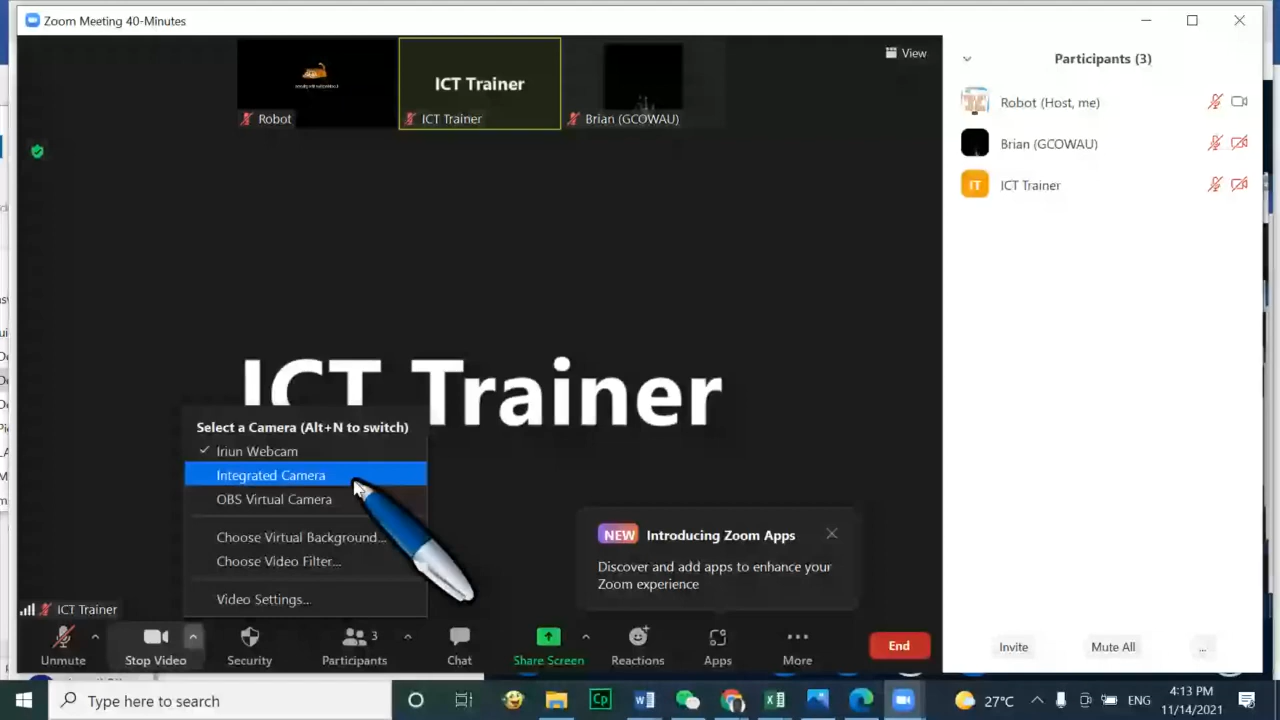 Zoom Meeting 40-Minutes
View
ICT Trainer
Robot
ICT Trainer
Brian (GCOWAU)
Participants (3)
Robot (Host, me)
Brian (GCOWAU)
IT
ICT Trainer
ICT Trainer
Select a Camera (Alt+N to switch)
Iriun Webcam
Integrated Camera
OBS Virtual Camera
Choose Virtual Background...
Choose Video Filter...
Video Settings...
NEW Introducing Zoom Apps
Discover and add apps to enhance your
Zoom experience
ICT Trainer
Unmute
Stop Video
Security
3
Participants
Chat
Share Screen
Reactions
Apps
More
End
Invite
Mute All
...
Type here to search
27°C
ENG
4:13 PM
11/14/2021